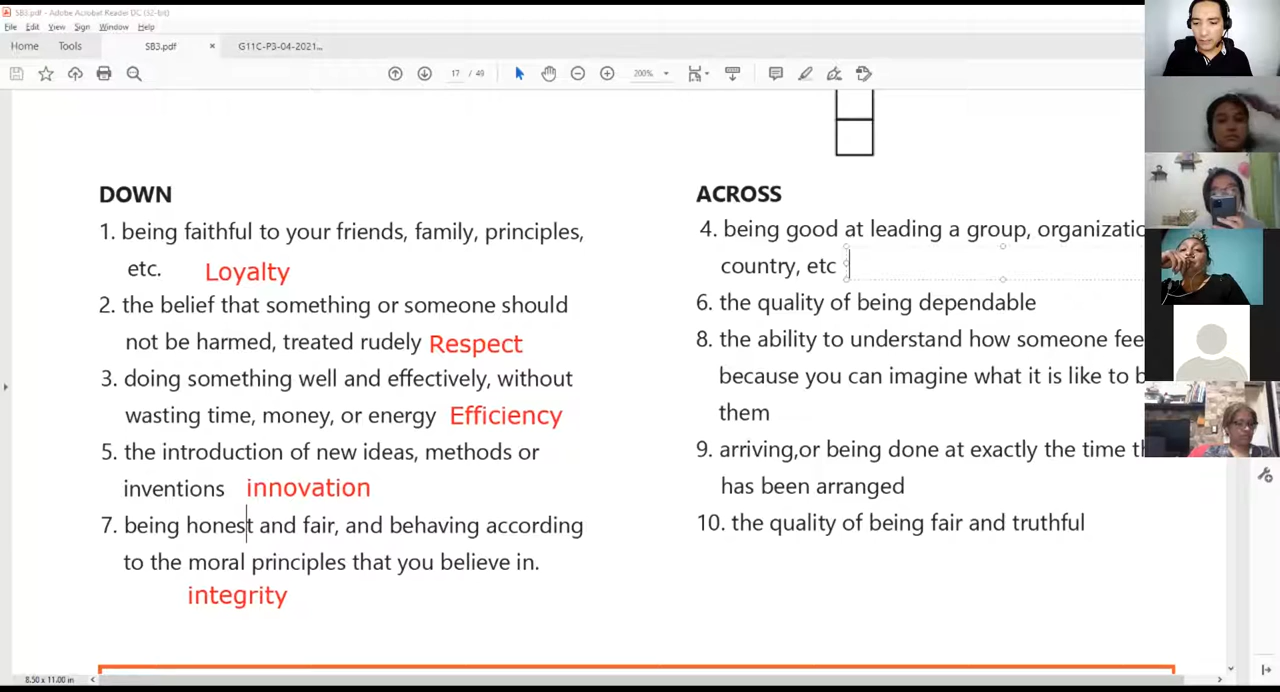 SB3.pdf - Adobe Acrobat Reader DC (32-bit)
File Edit View Sign Window Help
Home Tools SB3.pdf × G11C-P3-04-2021...
17 / 49 200%
DOWN
1. being faithful to your friends, family, principles,
etc. Loyalty
2. the belief that something or someone should
not be harmed, treated rudely Respect
3. doing something well and effectively, without
wasting time, money, or energy Efficiency
5. the introduction of new ideas, methods or
inventions innovation
7. being honest and fair, and behaving according
to the moral principles that you believe in.
integrity
ACROSS
4. being good at leading a group, organizatio
country, etc
6. the quality of being dependable
8. the ability to understand how someone fee
because you can imagine what it is like to b
them
9. arriving,or being done at exactly the time th
has been arranged
10. the quality of being fair and truthful
8.50 x 11.00 in